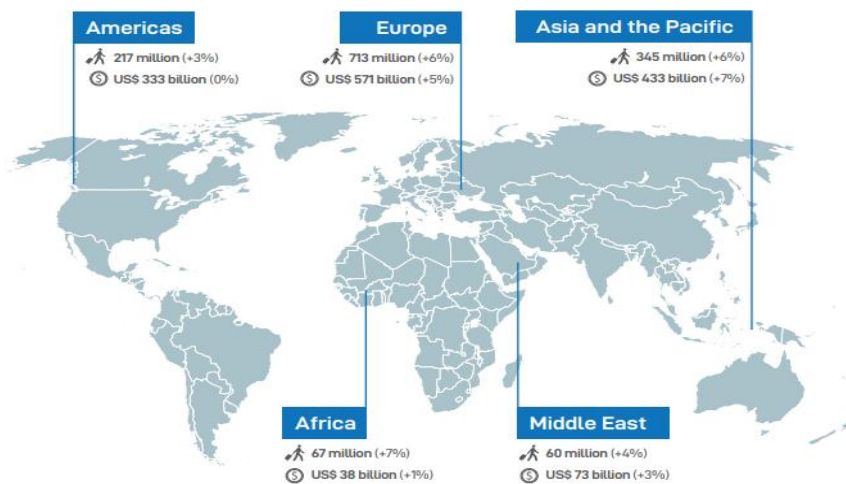 Americas
217 million (+3%)
US$ 333 billion (0%)
Europe
713 million (+6%)
US$ 571 billion (+5%)
Asia and the Pacific
345 million (+6%)
US$ 433 billion (+7%)
Africa
67 million (+7%)
US$ 38 billion (+1%)
Middle East
60 million (+4%)
US$ 73 billion (+3%)